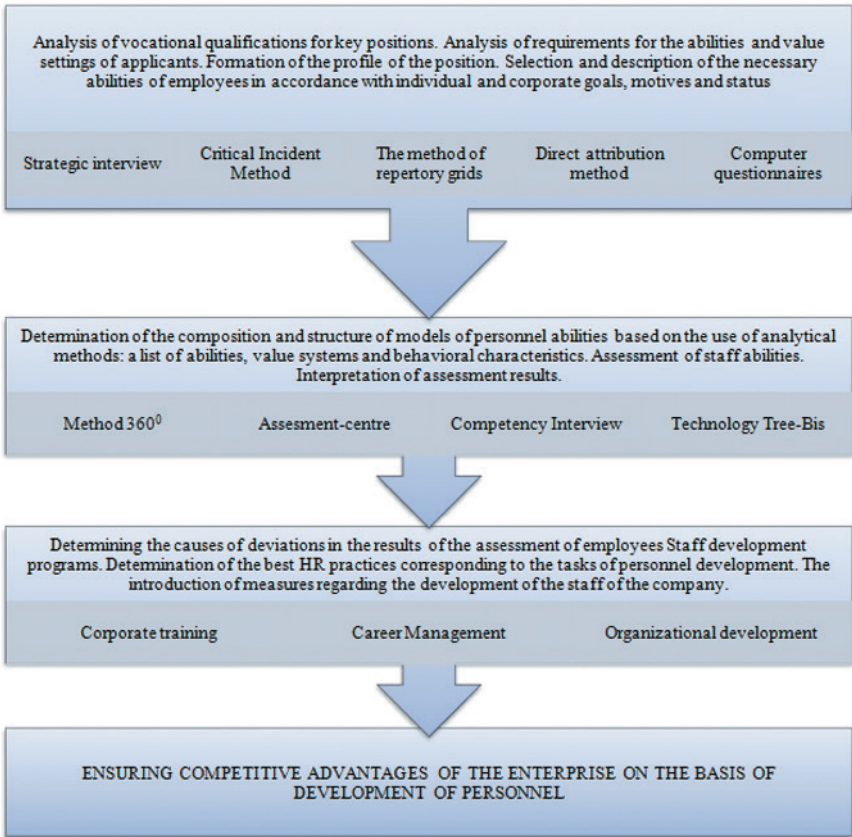 Analysis of vocational qualifications for key positions. Analysis of requirements for the abilities and value
settings of applicants. Formation of the profile of the position. Selection and description of the necessary
abilities of employees in accordance with individual and corporate goals, motives and status
Strategic interview
Critical Incident
Method
The method of
repertory grids
Direct attribution
method
Computer
questionnaires
Determination of the composition and structure of models of personnel abilities based on the use of analytical
methods: a list of abilities, value systems and behavioral characteristics. Assessment of staff abilities.
Interpretation of assessment results.
Method 360⁰
Assesment-centre
Competency Interview
Technology Tree-Bis
Determining the causes of deviations in the results of the assessment of employees Staff development
programs. Determination of the best HR practices corresponding to the tasks of personnel development. The
introduction of measures regarding the development of the staff of the company.
Corporate training
Career Management
Organizational development
ENSURING COMPETITIVE ADVANTAGES OF THE ENTERPRISE ON THE BASIS OF
DEVELOPMENT OF PERSONNEL